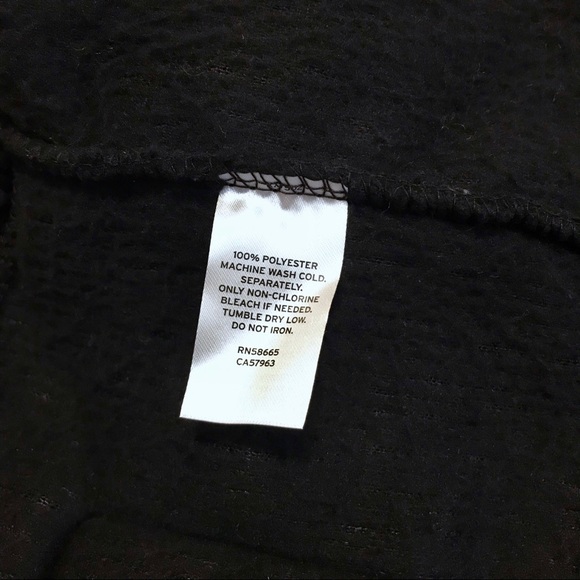 100% POLYESTER
MACHINE WASH COLD.
SEPARATELY.
ONLY NON-CHLORINE
BLEACH IF NEEDED.
TUMBLE DRY LOW.
DO NOT IRON.
RN58665
CA57963